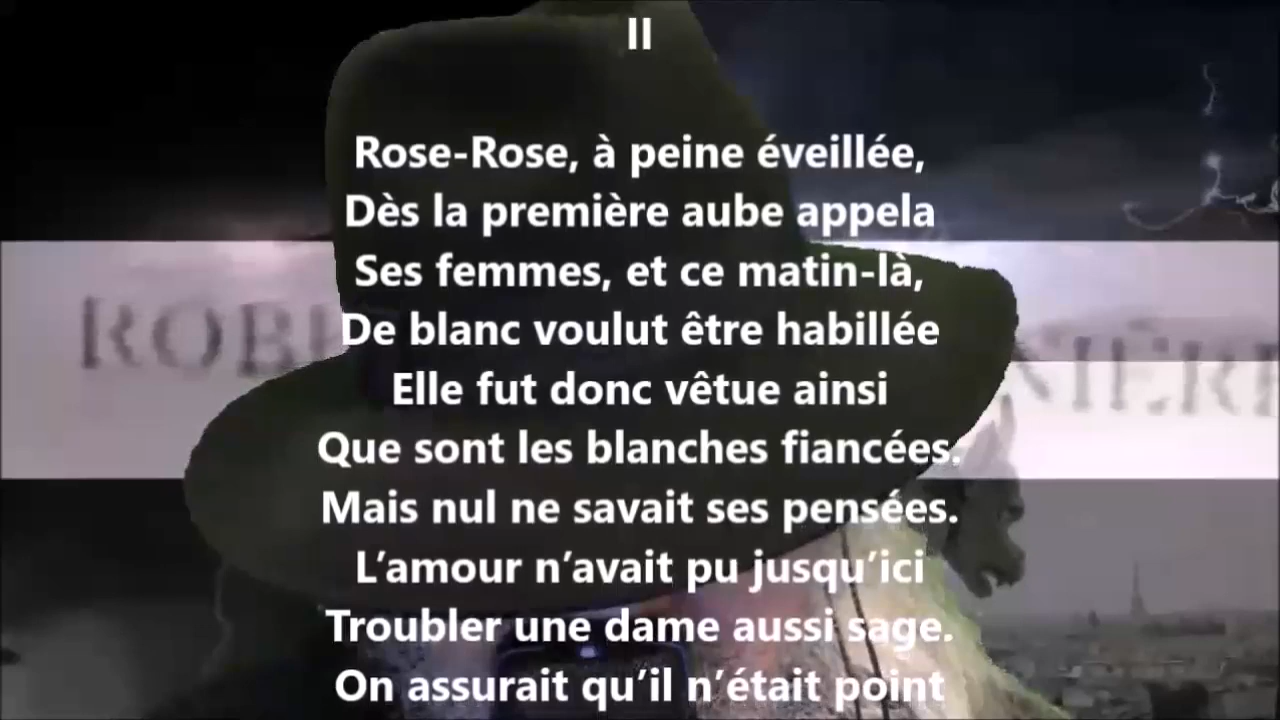 II
Rose-Rose, à peine éveillée,
Dès la première aube appela
Ses femmes, et ce matin-là,
De blanc voulut être habillée
Elle fut donc vêtue ainsi
Que sont les blanches fiancées.
Mais nul ne savait ses pensées.
L’amour n’avait pu jusqu’ici
Troubler une dame aussi sage.
On assurait qu’il n’était point